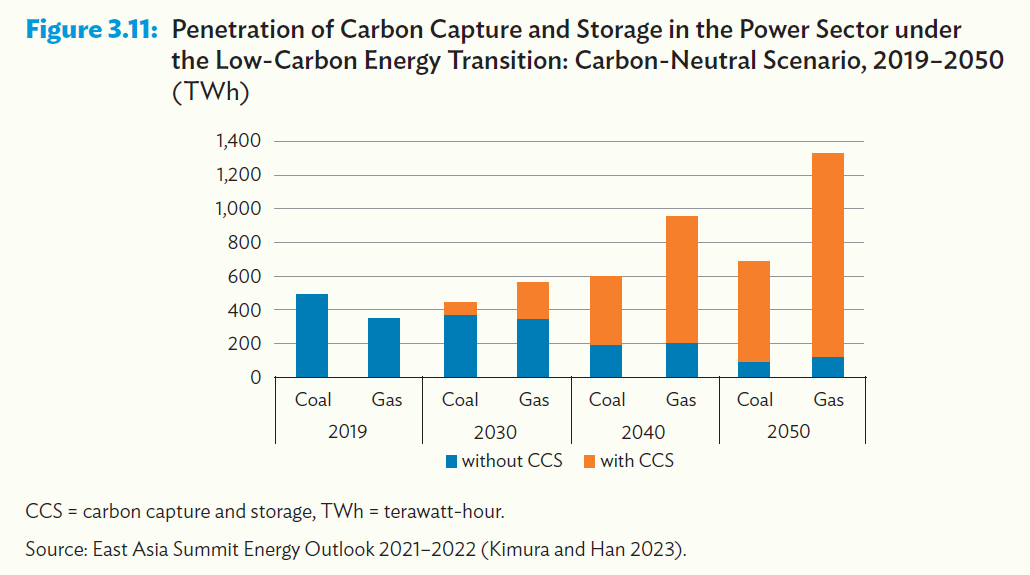 Figure 3.11: Penetration of Carbon Capture and Storage in the Power Sector under
the Low-Carbon Energy Transition: Carbon-Neutral Scenario, 2019–2050
(TWh)
1,400
1,200
1,000
800
600
400
200
0
Coal Gas Coal Gas Coal Gas Coal Gas
2019 2030 2040 2050
without CCS with CCS
CCS = carbon capture and storage, TWh = terawatt-hour.
Source: East Asia Summit Energy Outlook 2021–2022 (Kimura and Han 2023).